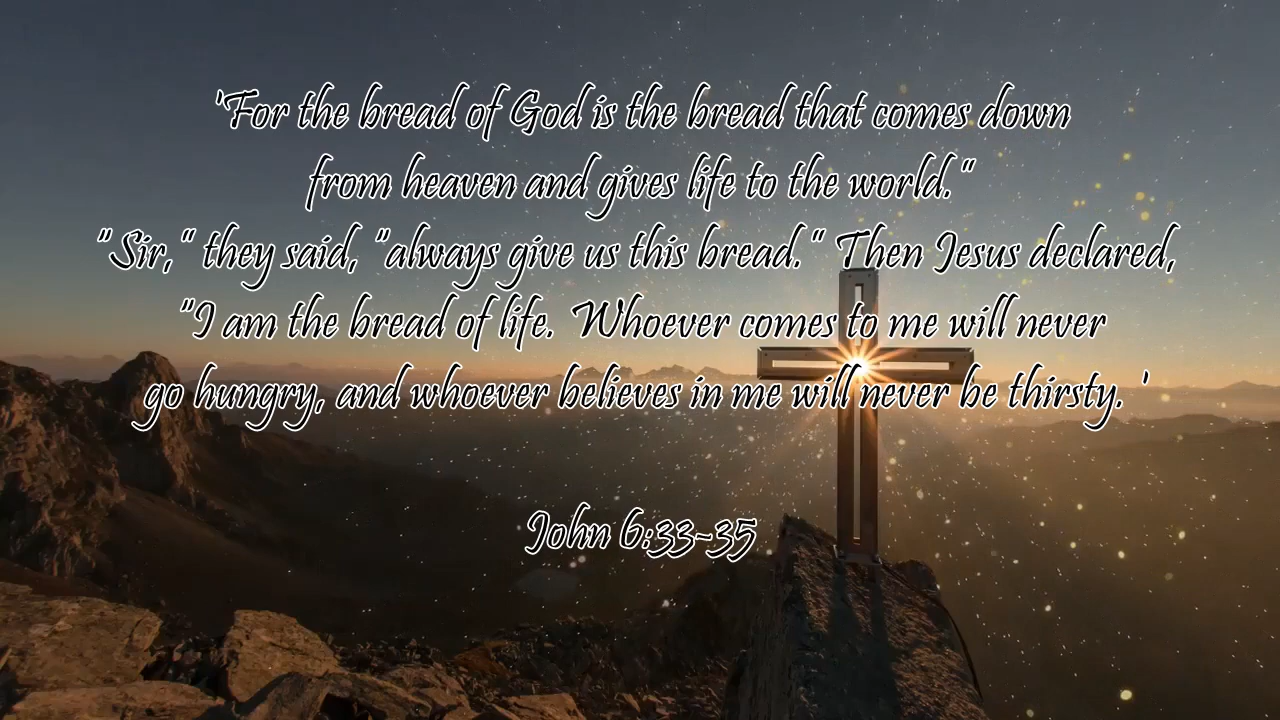 'For the bread of God is the bread that comes down
from heaven and gives life to the world."
"Sir," they said, "always give us this bread." Then Jesus declared,
"I am the bread of life. Whoever comes to me will never
go hungry, and whoever believes in me will never be thirsty. '
John 6:33-35